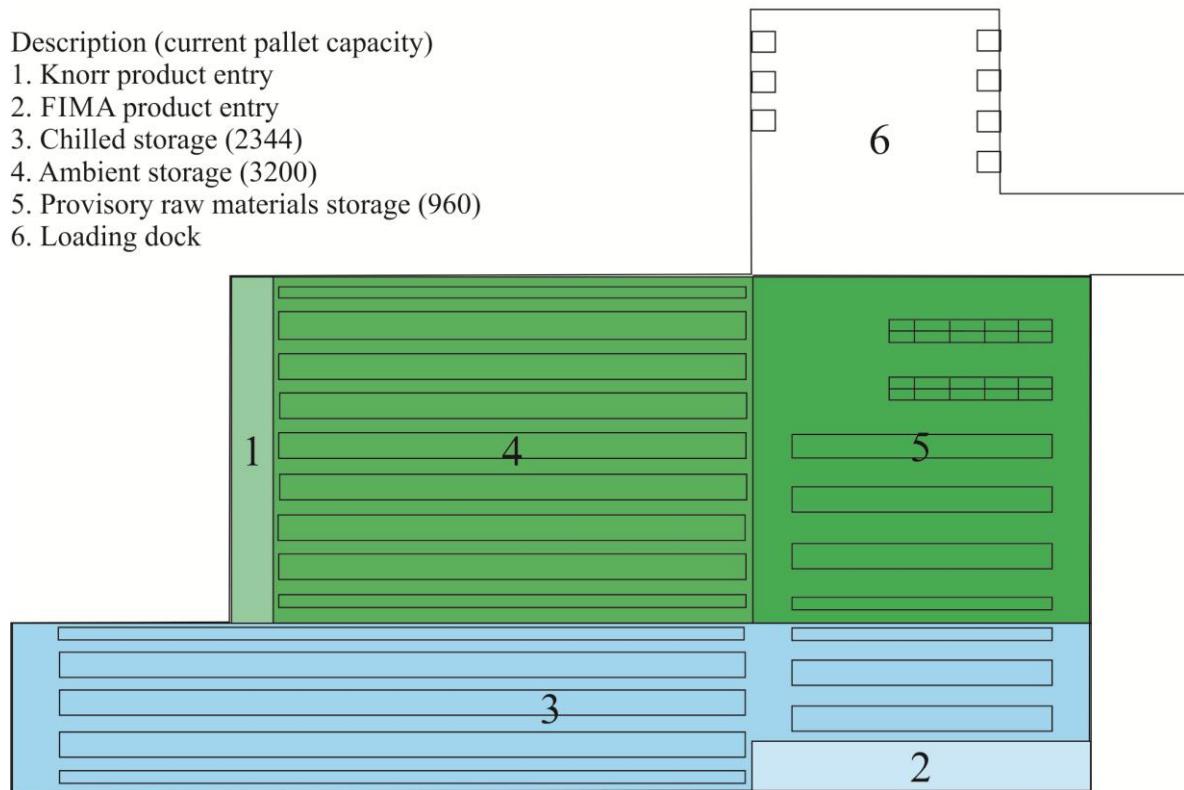 Description (current pallet capacity)
1. Knorr product entry
2. FIMA product entry
3. Chilled storage (2344)
4. Ambient storage (3200)
5. Provisory raw materials storage (960)
6. Loading dock
6
1
4
5
3
2